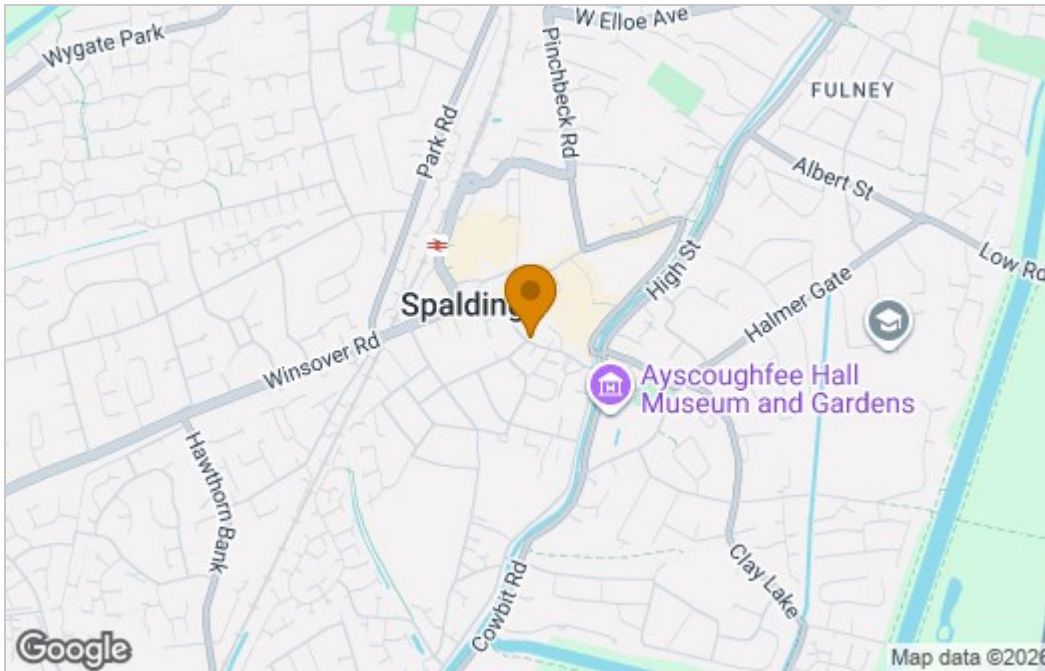 W Elloe Ave
Wygate Park
Pinchbeck Rd
FULNEY
Park Rd
Albert St
Low Rd
High St
Halmer Gate
Spalding
Winsover Rd
Ayscoughfee Hall
Museum and Gardens
Hawthorn Bank
Clay Lake
Cowbit Rd
Google
Map data ©2026